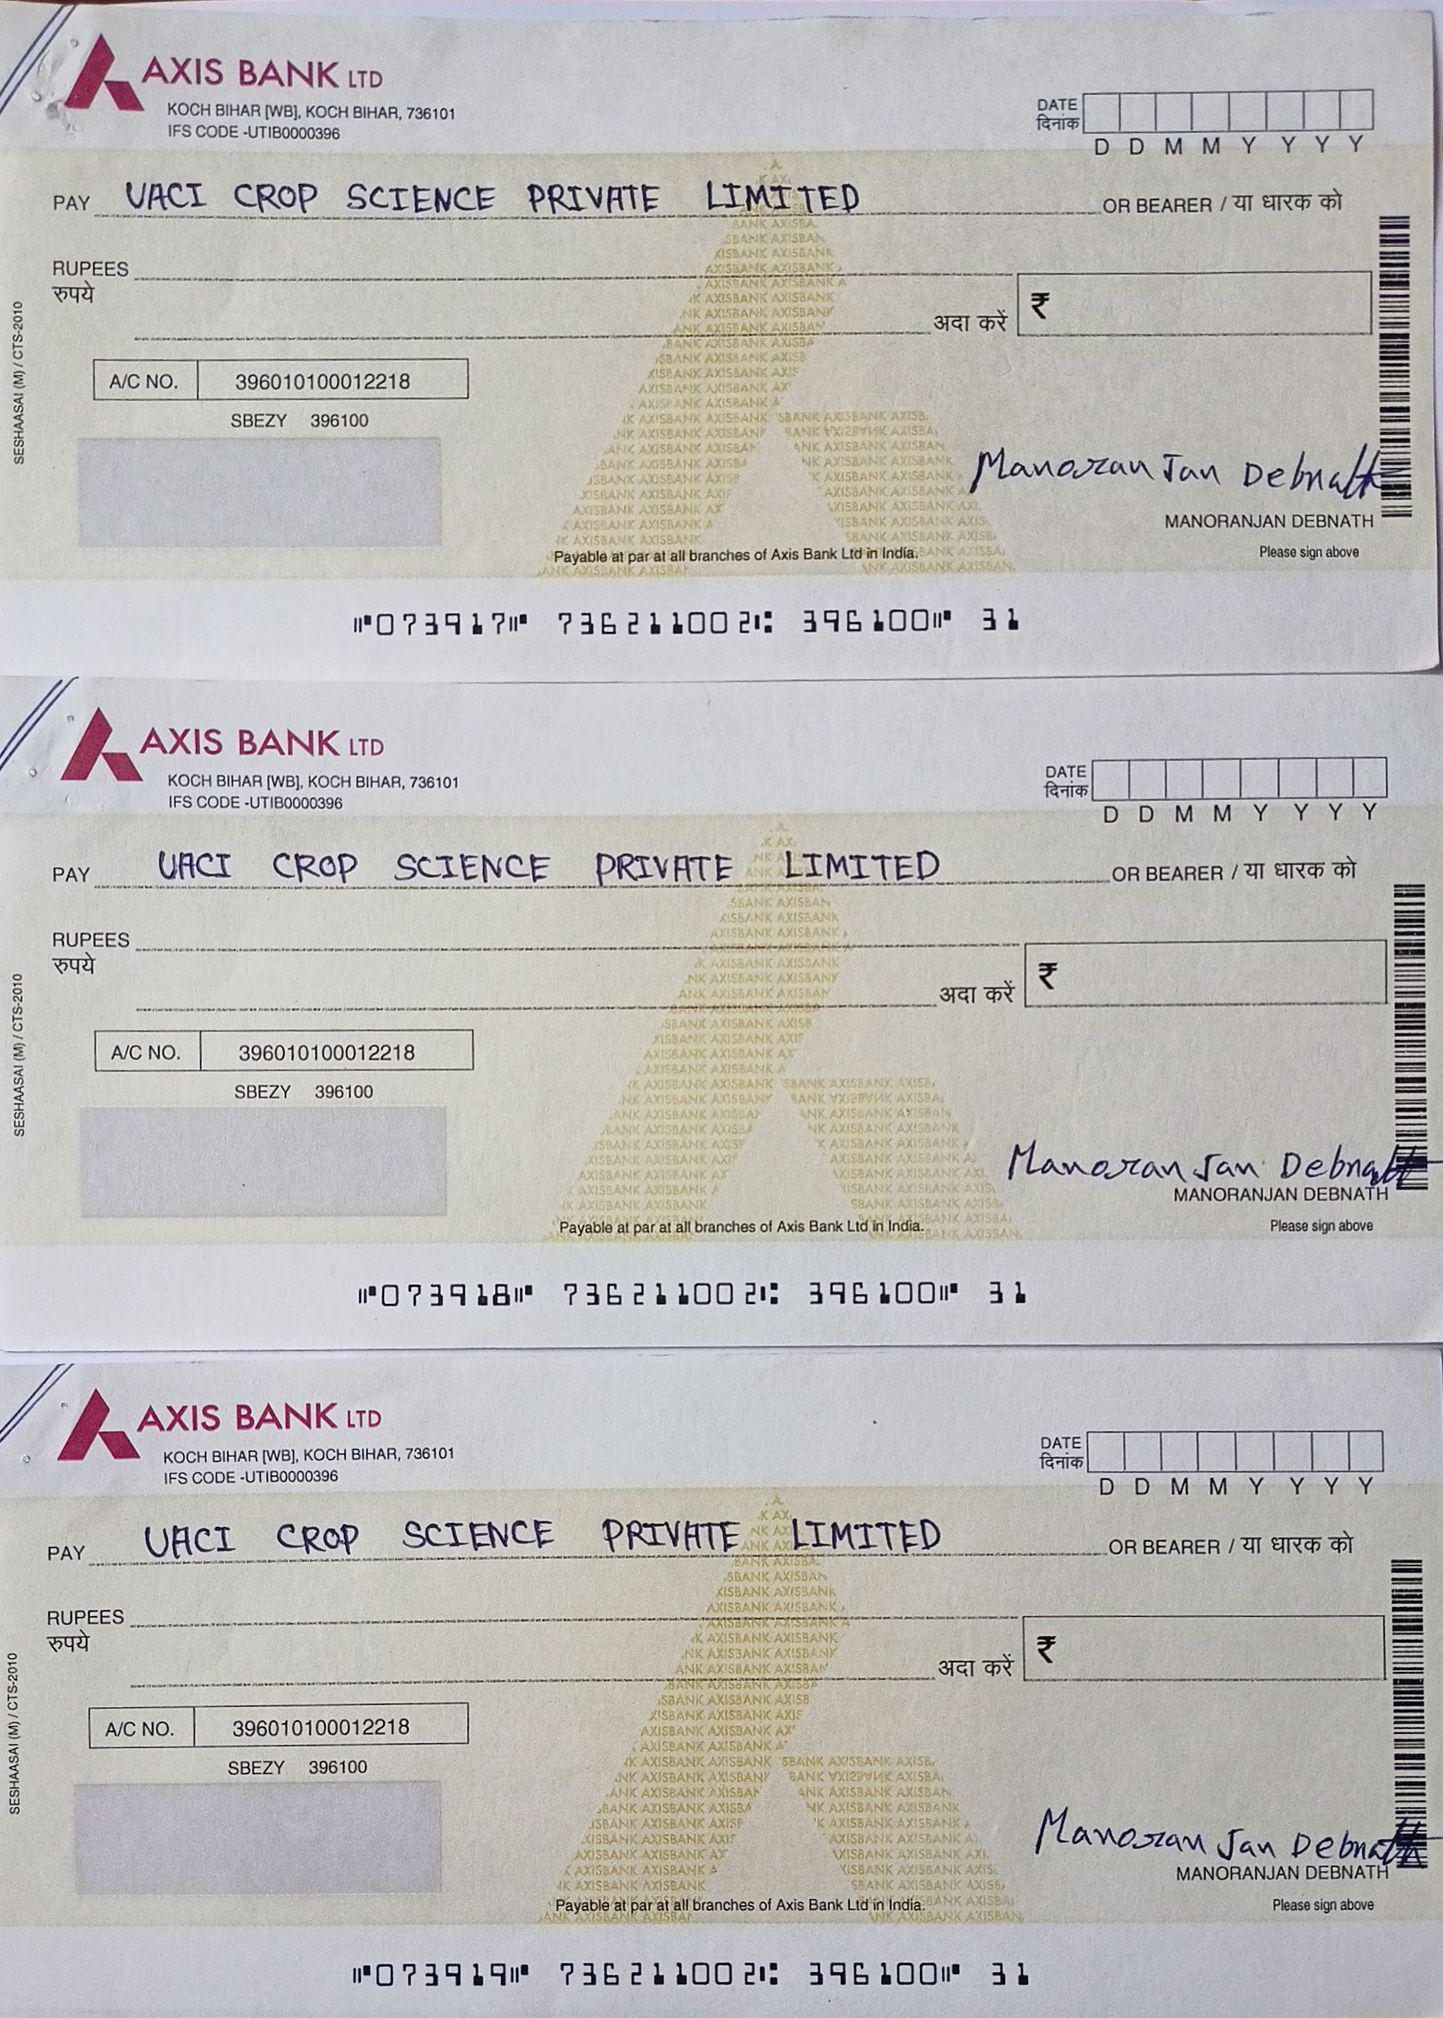 AXIS BANK LTD
KOCH BIHAR [WB], KOCH BIHAR, 736101
IFS CODE -UTIB0000396
DATE
दिनांक
D D M M Y Y Y Y
PAY UACI CROP SCIENCE PRIVATE LIMITED OR BEARER / या धारक को
RUPEES
रुपये
अदा करें ₹
SESHAASAI (M) / CTS-2010
A/C NO. 396010100012218
SBEZY 396100
Manoranjan Debnath
MANORANJAN DEBNATH
Payable at par at all branches of Axis Bank Ltd in India.
Please sign above
⑈073917⑈ 736211002⑆ 396100⑈ 31
AXIS BANK LTD
KOCH BIHAR [WB], KOCH BIHAR, 736101
IFS CODE -UTIB0000396
DATE
दिनांक
D D M M Y Y Y Y
PAY UACI CROP SCIENCE PRIVATE LIMITED OR BEARER / या धारक को
RUPEES
रुपये
अदा करें ₹
SESHAASAI (M) / CTS-2010
A/C NO. 396010100012218
SBEZY 396100
Manoranjan Debnath
MANORANJAN DEBNATH
Payable at par at all branches of Axis Bank Ltd in India.
Please sign above
⑈073918⑈ 736211002⑆ 396100⑈ 31
AXIS BANK LTD
KOCH BIHAR [WB], KOCH BIHAR, 736101
IFS CODE -UTIB0000396
DATE
दिनांक
D D M M Y Y Y Y
PAY UACI CROP SCIENCE PRIVATE LIMITED OR BEARER / या धारक को
RUPEES
रुपये
अदा करें ₹
SESHAASAI (M) / CTS-2010
A/C NO. 396010100012218
SBEZY 396100
Manoranjan Debnath
MANORANJAN DEBNATH
Payable at par at all branches of Axis Bank Ltd in India.
Please sign above
⑈073919⑈ 736211002⑆ 396100⑈ 31